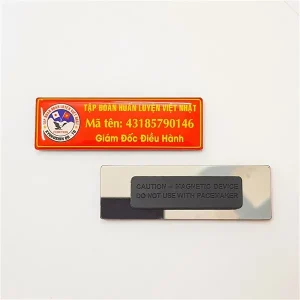 TẬP ĐOÀN HUẤN LUYỆN VIỆT NHẬT
Mã tên: 43185790146
Giám Đốc Điều Hành
CAUTION - MAGNETIC DEVICE
DO NOT USE WITH PACEMAKER